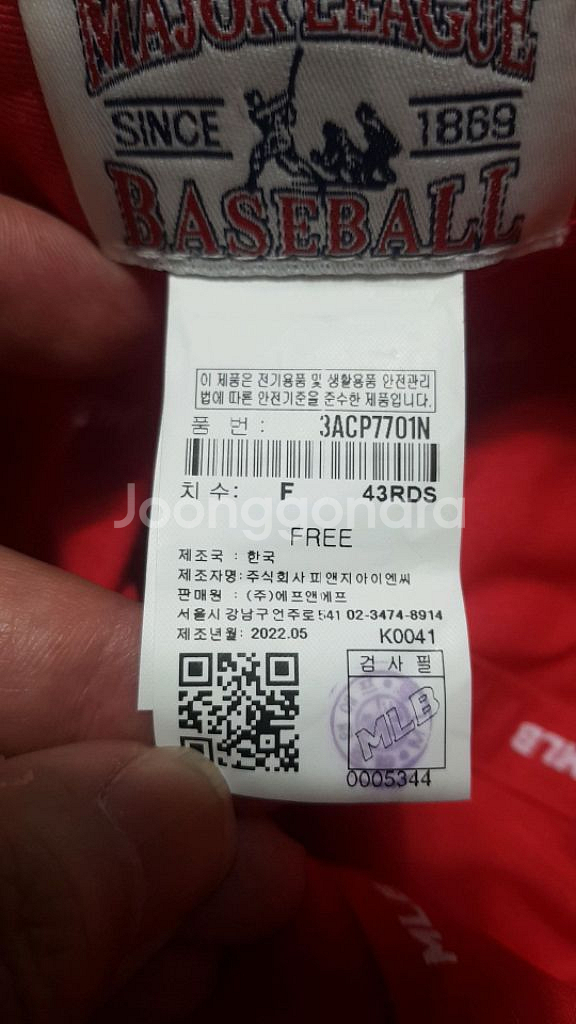 MAJOR LEAGUE
SINCE 1869
BASEBALL
이 제품은 전기용품 및 생활용품 안전관리
법에 따른 안전기준을 준수한 제품입니다.
품 번 : 3ACP7701N
치 수: F 43RDS
Joonggonara
FREE
제조국 : 한국
제조자명: 주식회사 피앤지아이엔씨
판매원 : (주)에프앤에프
서울시 강남구 언주로 541 02-3474-8914
제조년월: 2022.05 K0041
검 사 필
MLB
0005344
MLB
MLB